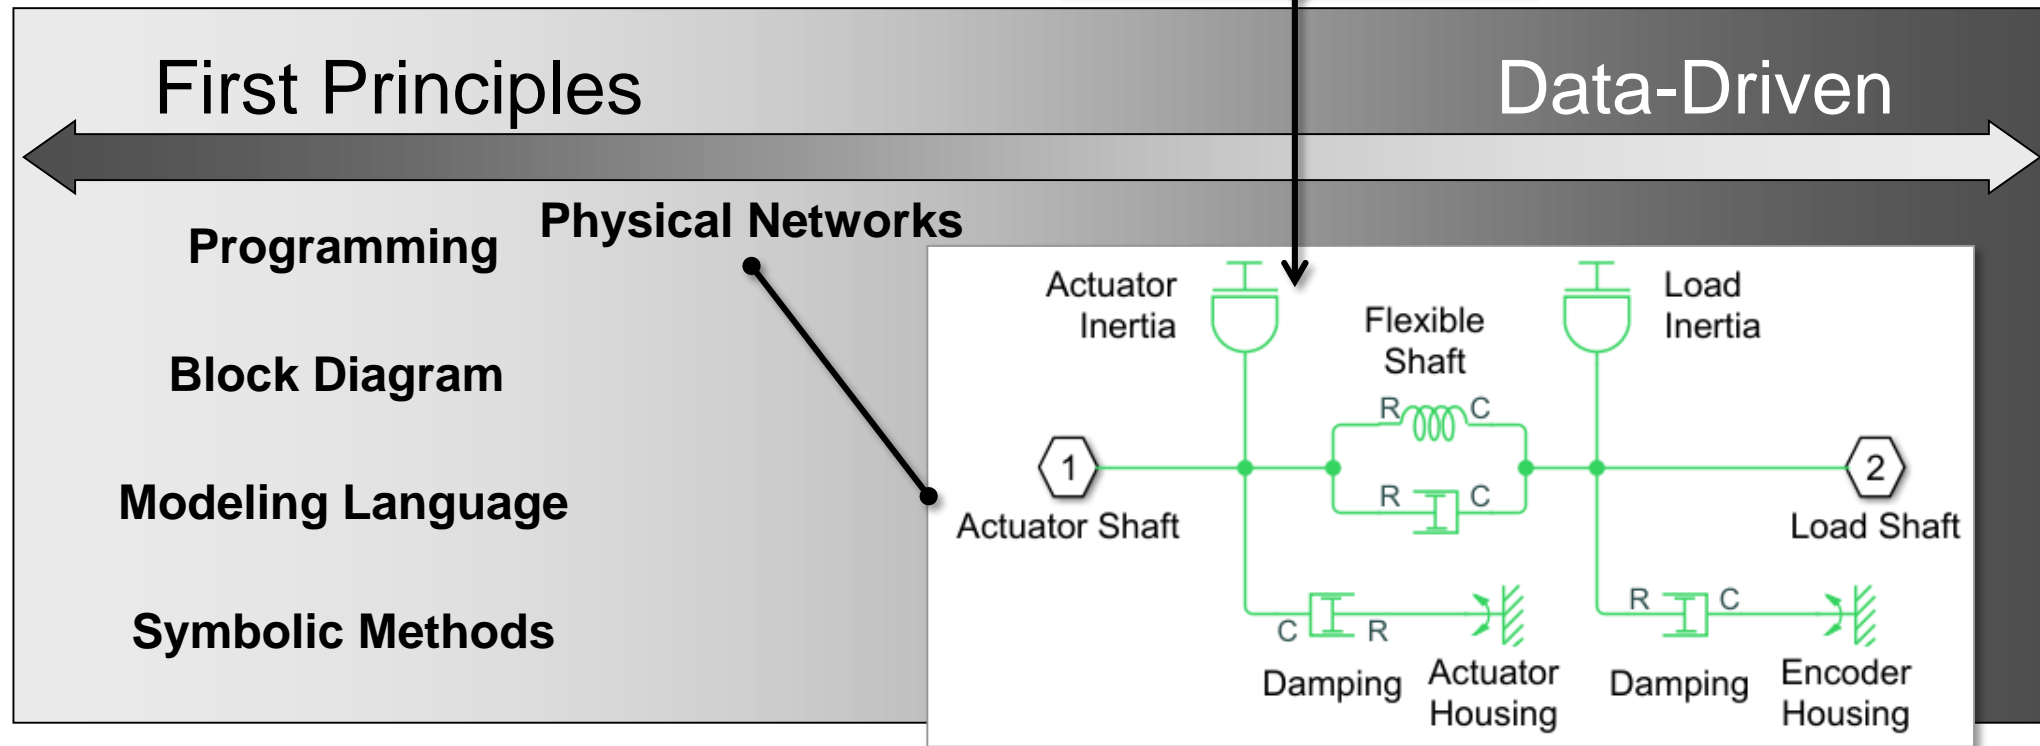 First Principles
Data-Driven
Programming
Physical Networks
Block Diagram
Modeling Language
Symbolic Methods
Actuator
Inertia
Load
Inertia
Flexible
Shaft
R C
1
2
R C
Actuator Shaft
Load Shaft
C R
R C
Damping
Actuator
Housing
Damping
Encoder
Housing